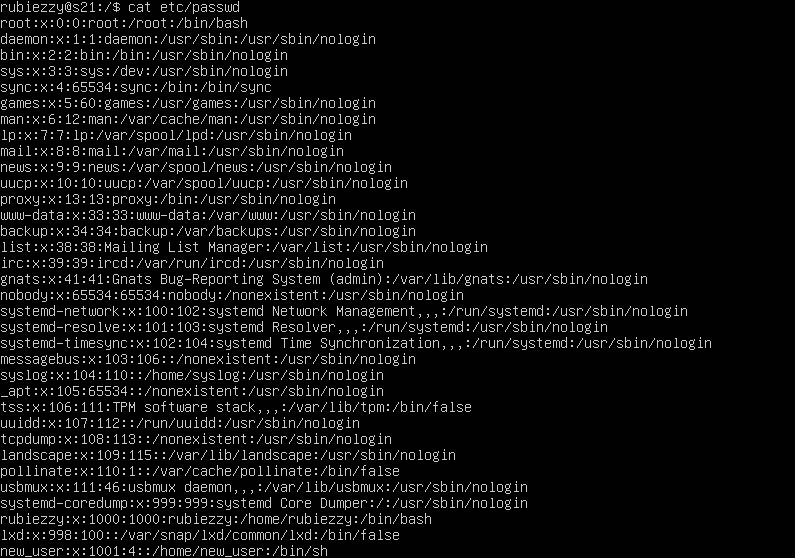 rubiezzy@s21:/$ cat etc/passwd
root:x:0:0:root:/root:/bin/bash
daemon:x:1:1:daemon:/usr/sbin:/usr/sbin/nologin
bin:x:2:2:bin:/bin:/usr/sbin/nologin
sys:x:3:3:sys:/dev:/usr/sbin/nologin
sync:x:4:65534:sync:/bin:/bin/sync
games:x:5:60:games:/usr/games:/usr/sbin/nologin
man:x:6:12:man:/var/cache/man:/usr/sbin/nologin
lp:x:7:7:lp:/var/spool/lpd:/usr/sbin/nologin
mail:x:8:8:mail:/var/mail:/usr/sbin/nologin
news:x:9:9:news:/var/spool/news:/usr/sbin/nologin
uucp:x:10:10:uucp:/var/spool/uucp:/usr/sbin/nologin
proxy:x:13:13:proxy:/bin:/usr/sbin/nologin
www-data:x:33:33:www-data:/var/www:/usr/sbin/nologin
backup:x:34:34:backup:/var/backups:/usr/sbin/nologin
list:x:38:38:Mailing List Manager:/var/list:/usr/sbin/nologin
irc:x:39:39:ircd:/var/run/ircd:/usr/sbin/nologin
gnats:x:41:41:Gnats Bug-Reporting System (admin):/var/lib/gnats:/usr/sbin/nologin
nobody:x:65534:65534:nobody:/nonexistent:/usr/sbin/nologin
systemd-network:x:100:102:systemd Network Management,,,:/run/systemd:/usr/sbin/nologin
systemd-resolve:x:101:103:systemd Resolver,,,:/run/systemd:/usr/sbin/nologin
systemd-timesync:x:102:104:systemd Time Synchronization,,,:/run/systemd:/usr/sbin/nologin
messagebus:x:103:106::/nonexistent:/usr/sbin/nologin
syslog:x:104:110::/home/syslog:/usr/sbin/nologin
_apt:x:105:65534::/nonexistent:/usr/sbin/nologin
tss:x:106:111:TPM software stack,,,:/var/lib/tpm:/bin/false
uuidd:x:107:112::/run/uuidd:/usr/sbin/nologin
tcpdump:x:108:113::/nonexistent:/usr/sbin/nologin
landscape:x:109:115::/var/lib/landscape:/usr/sbin/nologin
pollinate:x:110:1::/var/cache/pollinate:/bin/false
usbmux:x:111:46:usbmux daemon,,,:/var/lib/usbmux:/usr/sbin/nologin
systemd-coredump:x:999:999:systemd Core Dumper:/:/usr/sbin/nologin
rubiezzy:x:1000:1000:rubiezzy:/home/rubiezzy:/bin/bash
lxd:x:998:100::/var/snap/lxd/common/lxd:/bin/false
new_user:x:1001:4::/home/new_user:/bin/sh